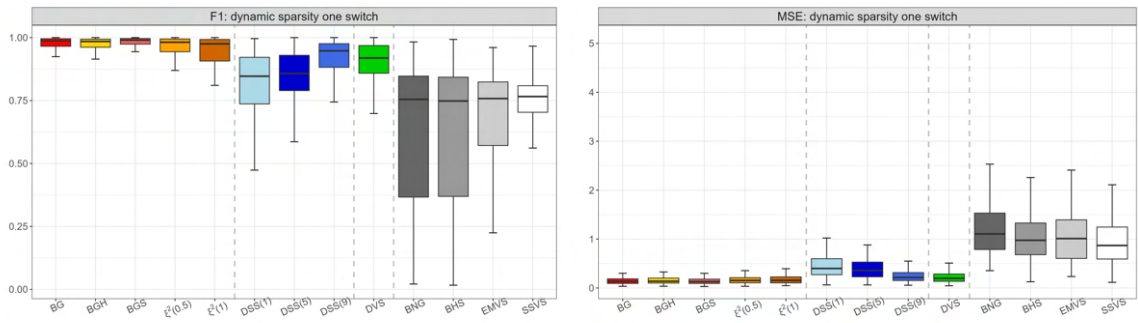 F1: dynamic sparsity one switch
1.00
0.75
0.50
0.25
0.00
BG BGH BGS ξ²(0.5) ξ²(1) DSS(1) DSS(5) DSS(9) DVS BNG BHS EMVS SSVS
MSE: dynamic sparsity one switch
5
4
3
2
1
0
BG BGH BGS ξ²(0.5) ξ²(1) DSS(1) DSS(5) DSS(9) DVS BNG BHS EMVS SSVS